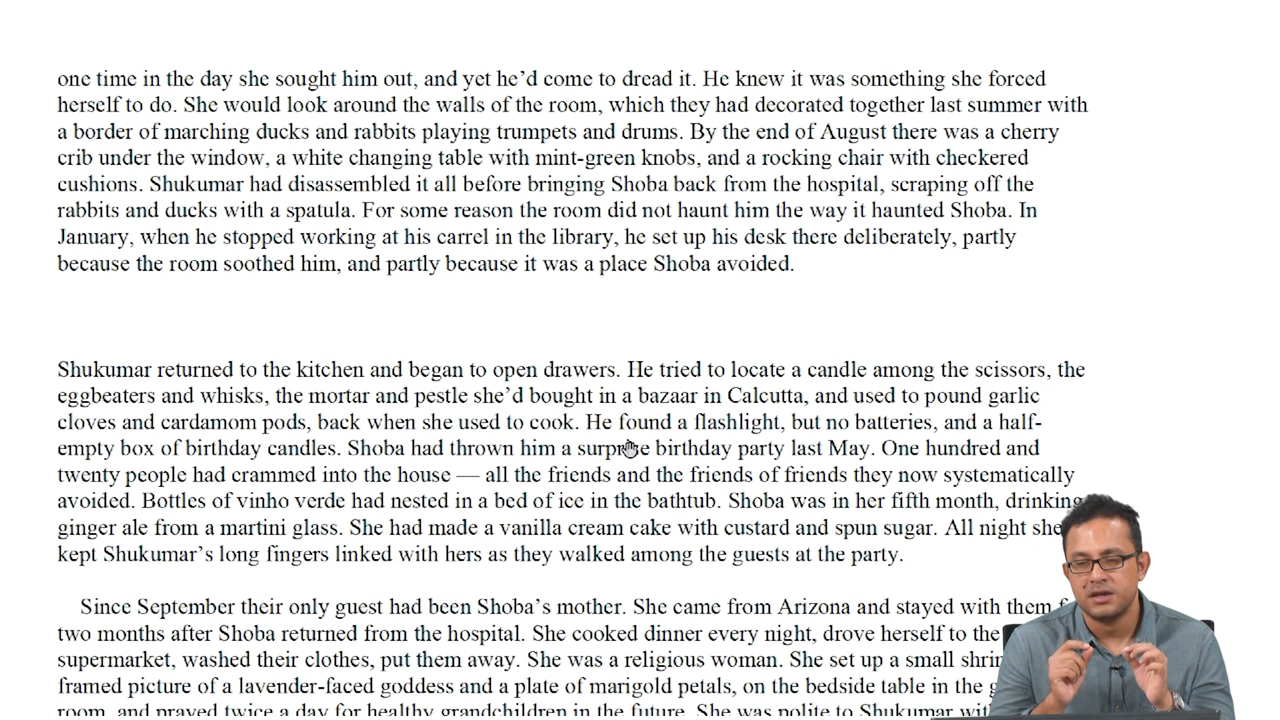 one time in the day she sought him out, and yet he’d come to dread it. He knew it was something she forced
herself to do. She would look around the walls of the room, which they had decorated together last summer with
a border of marching ducks and rabbits playing trumpets and drums. By the end of August there was a cherry
crib under the window, a white changing table with mint-green knobs, and a rocking chair with checkered
cushions. Shukumar had disassembled it all before bringing Shoba back from the hospital, scraping off the
rabbits and ducks with a spatula. For some reason the room did not haunt him the way it haunted Shoba. In
January, when he stopped working at his carrel in the library, he set up his desk there deliberately, partly
because the room soothed him, and partly because it was a place Shoba avoided.
Shukumar returned to the kitchen and began to open drawers. He tried to locate a candle among the scissors, the
eggbeaters and whisks, the mortar and pestle she’d bought in a bazaar in Calcutta, and used to pound garlic
cloves and cardamom pods, back when she used to cook. He found a flashlight, but no batteries, and a half-
empty box of birthday candles. Shoba had thrown him a surprise birthday party last May. One hundred and
twenty people had crammed into the house — all the friends and the friends of friends they now systematically
avoided. Bottles of vinho verde had nested in a bed of ice in the bathtub. Shoba was in her fifth month, drinking
ginger ale from a martini glass. She had made a vanilla cream cake with custard and spun sugar. All night she
kept Shukumar’s long fingers linked with hers as they walked among the guests at the party.
Since September their only guest had been Shoba’s mother. She came from Arizona and stayed with them
two months after Shoba returned from the hospital. She cooked dinner every night, drove herself to the
supermarket, washed their clothes, put them away. She was a religious woman. She set up a small
framed picture of a lavender-faced goddess and a plate of marigold petals, on the bedside table in the
room, and prayed twice a day for healthy grandchildren in the future. She was polite to Shukumar